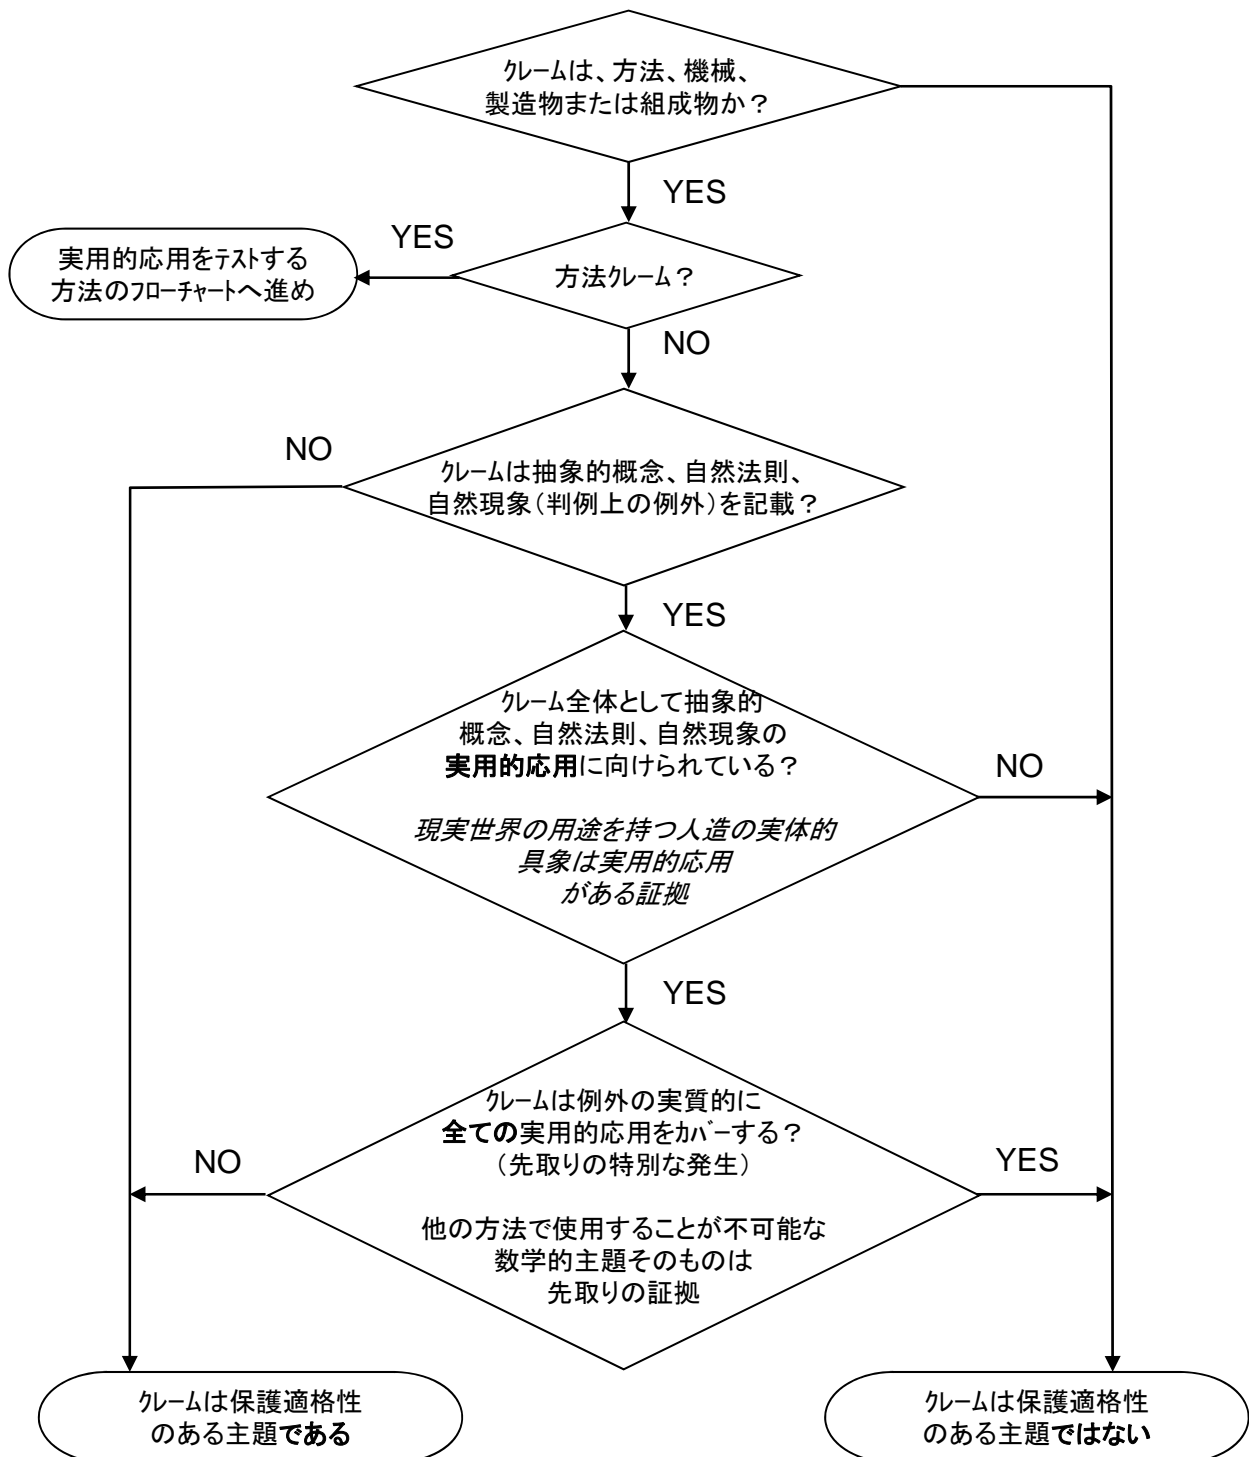 クレームは、方法、機械、
製造物または組成物か？
YES
YES
実用的応用をテストする
方法のフローチャートへ進め
方法クレーム？
NO
NO
クレームは抽象的概念、自然法則、
自然現象（判例上の例外）を記載？
YES
クレーム全体として抽象的
概念、自然法則、自然現象の
実用的応用に向けられている？
NO
現実世界の用途を持つ人造の実体的
具象は実用的応用
がある証拠
YES
クレームは例外の実質的に
全ての実用的応用をカバーする？
（先取りの特別な発生）
NO
YES
他の方法で使用することが不可能な
数学的主題そのものは
先取りの証拠
クレームは保護適格性
のある主題である
クレームは保護適格性
のある主題ではない